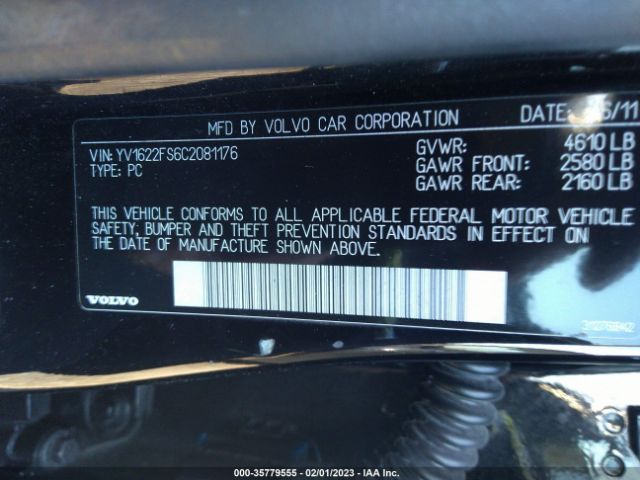 MFD BY VOLVO CAR CORPORATION DATE: 6/11
VIN: YV1622FS6C2081176
TYPE: PC
GVWR: 4610 LB
GAWR FRONT: 2580 LB
GAWR REAR: 2160 LB
THIS VEHICLE CONFORMS TO ALL APPLICABLE FEDERAL MOTOR VEHICLE
SAFETY, BUMPER AND THEFT PREVENTION STANDARDS IN EFFECT ON
THE DATE OF MANUFACTURE SHOWN ABOVE.
VOLVO
000-35779555 - 02/01/2023 - IAA Inc.